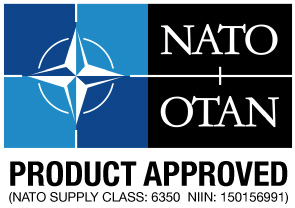 NATO
OTAN
PRODUCT APPROVED
(NATO SUPPLY CLASS: 6350 NIIN: 150156991)